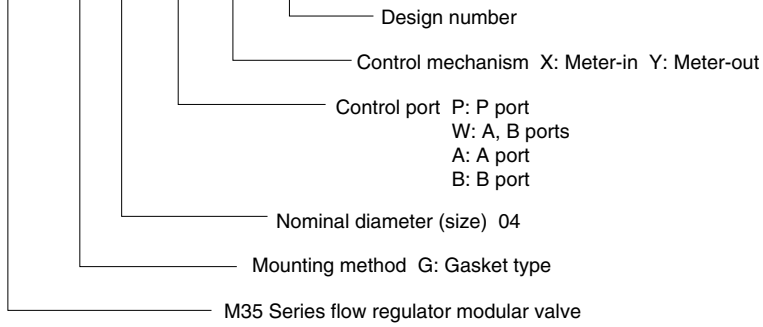 Design number
Control mechanism X: Meter-in Y: Meter-out
Control port P: P port
W: A, B ports
A: A port
B: B port
Nominal diameter (size) 04
Mounting method G: Gasket type
M35 Series flow regulator modular valve